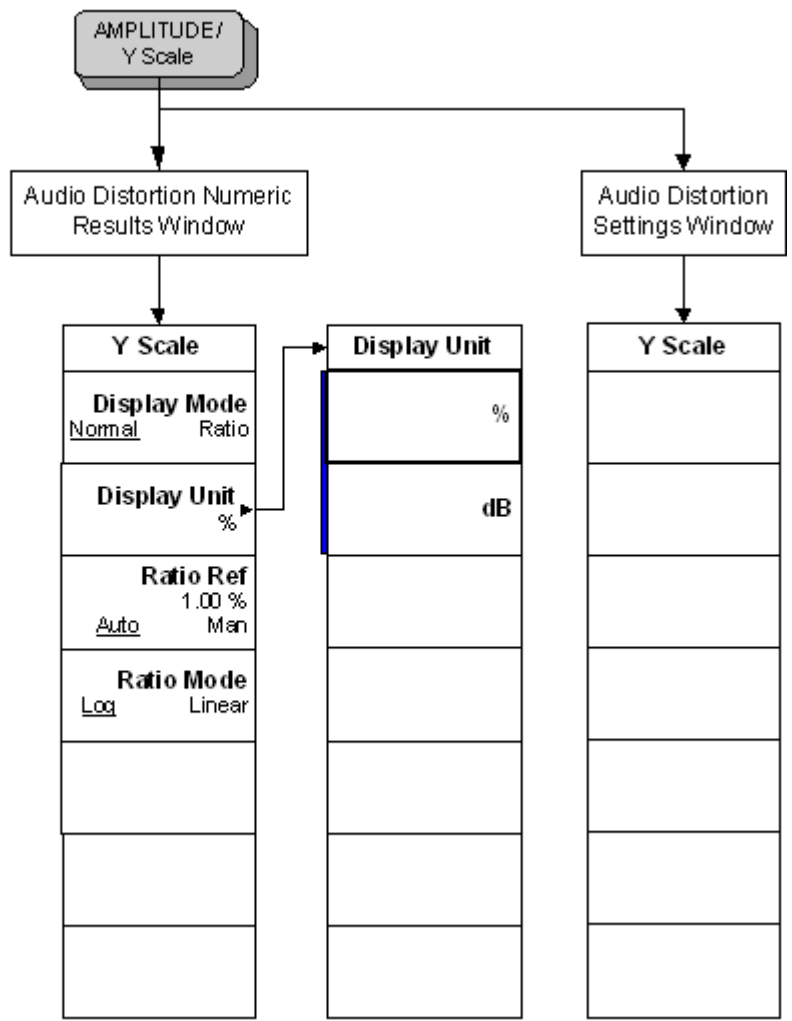 AMPLITUDE/
Y Scale
Audio Distortion Numeric
Results Window
Audio Distortion
Settings Window
Y Scale
Display Mode
Normal Ratio
Display Unit
%
Ratio Ref
1.00 %
Auto Man
Ratio Mode
Log Linear
Display Unit
%
dB
Y Scale